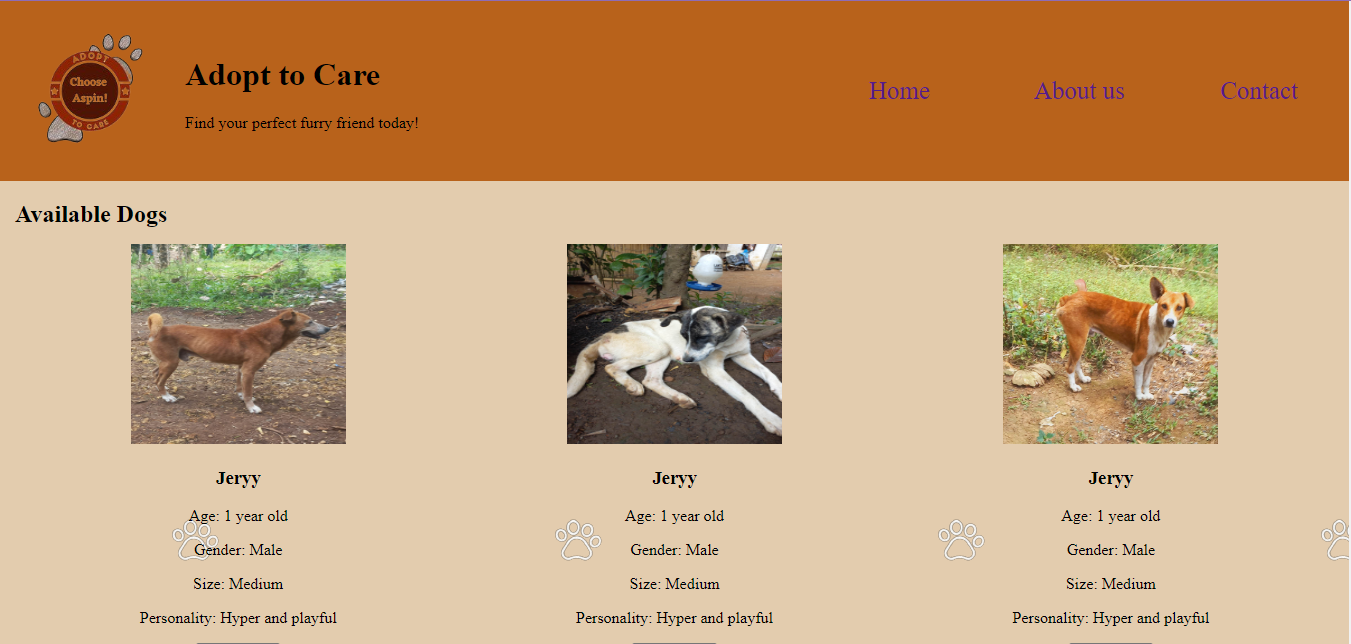 ADOPT
Choose
Aspin!
TO CARE
Adopt to Care
Find your perfect furry friend today!
Home About us Contact
Available Dogs
Jeryy Jeryy Jeryy
Age: 1 year old Age: 1 year old Age: 1 year old
Gender: Male Gender: Male Gender: Male
Size: Medium Size: Medium Size: Medium
Personality: Hyper and playful Personality: Hyper and playful Personality: Hyper and playful